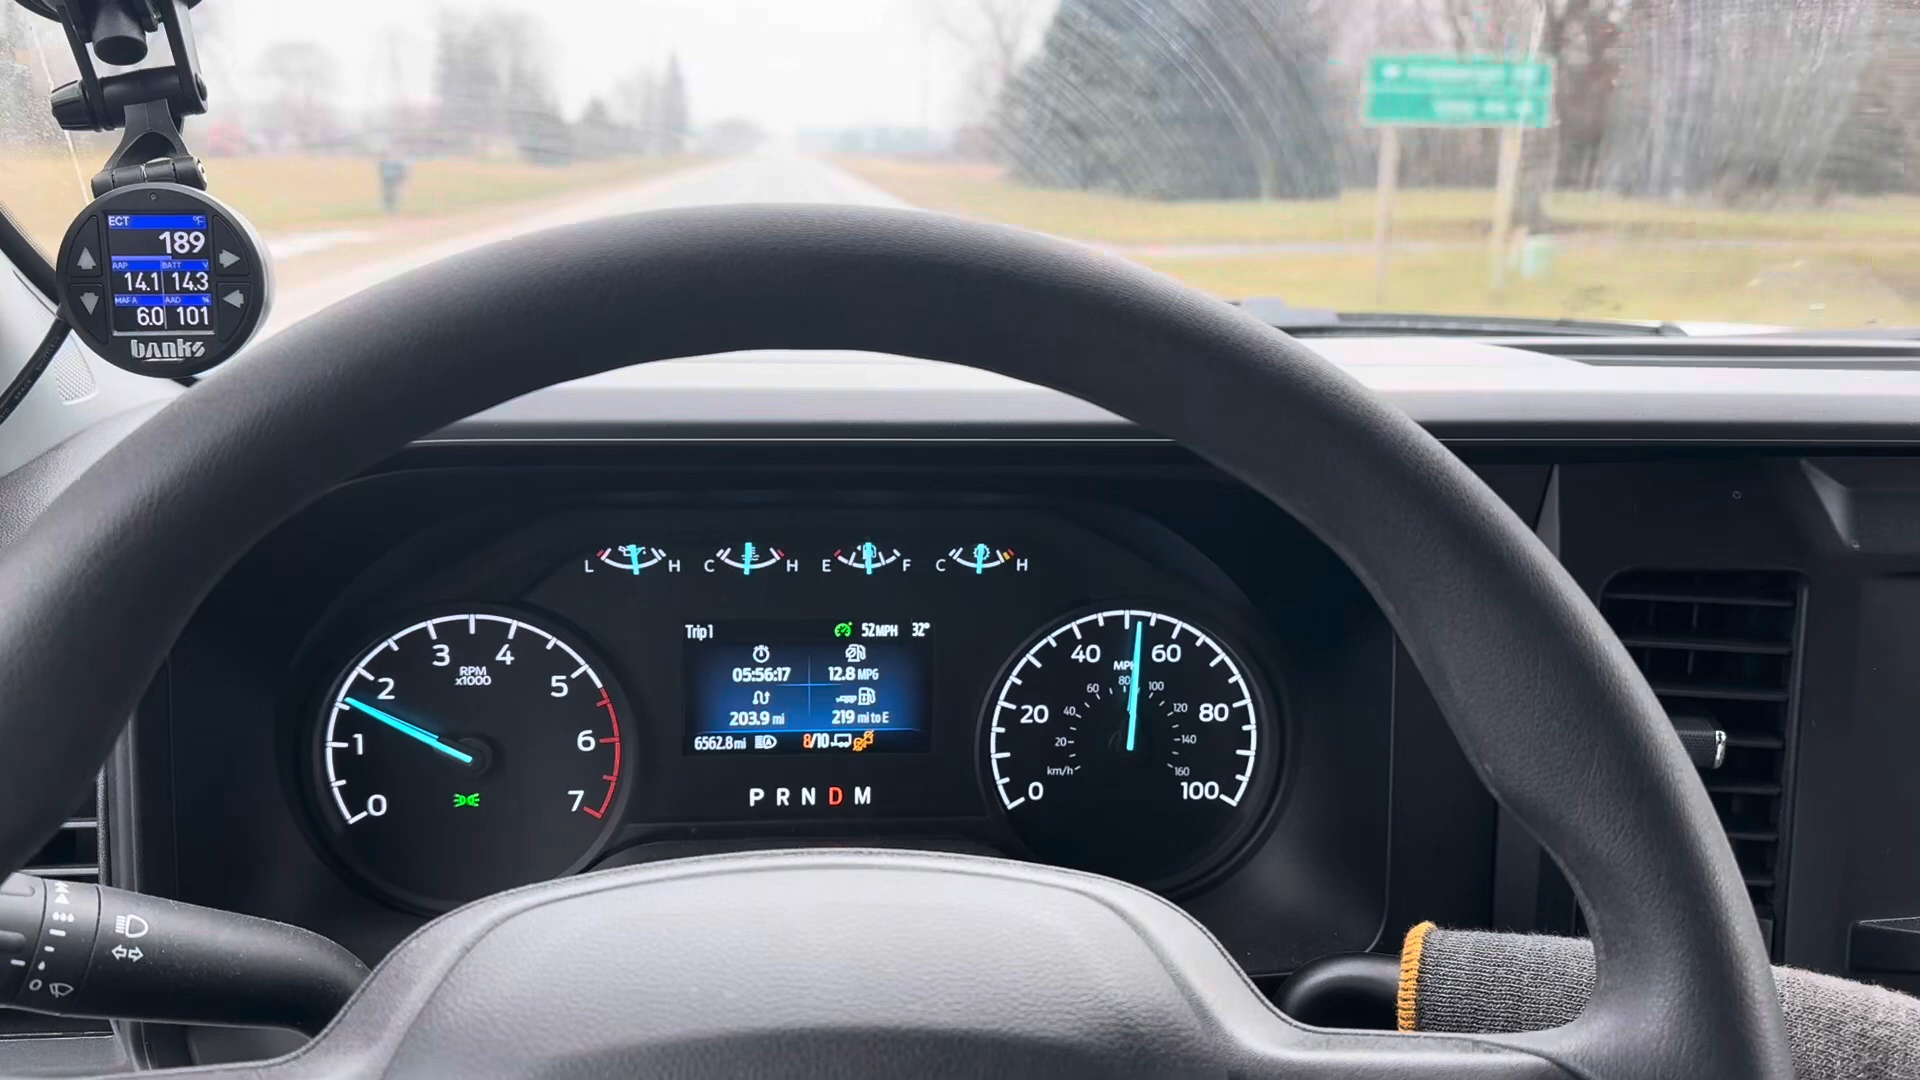 ECT °F
189
AAP BATT V
14.1 14.3
MAF A AAD %
6.0 101
banks
L H C H E F C H
Trip 1 52 MPH 32°
05:56:17 12.8 MPG
203.9 mi 219 mi to E
6562.8 mi 8/10
P R N D M
0 1 2 3 4 5 6 7
RPM
x1000
0 20 40 60 80 100
MPH
km/h 20 40 60 80 100 120 140 160
0